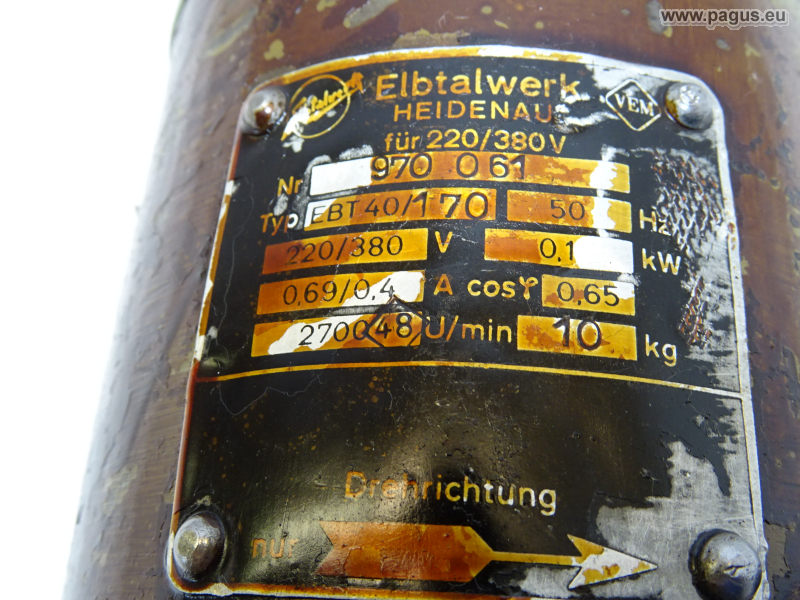 www.pagus.eu
Elbtalwerk
VEM
HEIDENAU
für 220/380V
Nr 970 061
Typ EBT 40/170 50 Hz
220/380 V 0,1 kW
0,69/0,4 A cosφ 0,65
2700 48 U/min 10 kg
Drehrichtung
nur